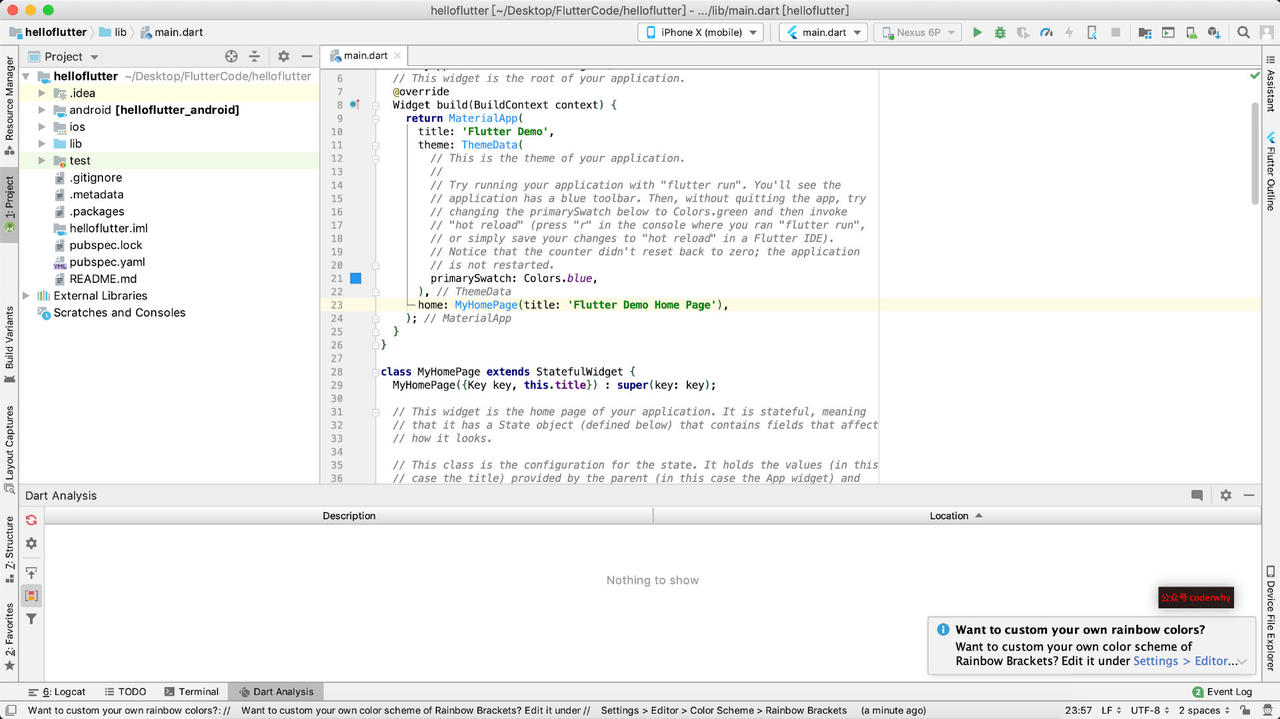 helloflutter [~/Desktop/FlutterCode/helloflutter] - .../lib/main.dart [helloflutter]
helloflutter lib main.dart
iPhone X (mobile) main.dart Nexus 6P
Resource Manager
1: Project
Build Variants
Layout Captures
Z: Structure
2: Favorites
Project
helloflutter ~/Desktop/FlutterCode/helloflutter
.idea
android [helloflutter_android]
ios
lib
test
.gitignore
.metadata
.packages
helloflutter.iml
pubspec.lock
pubspec.yaml
README.md
External Libraries
Scratches and Consoles
main.dart
6 // This widget is the root of your application.
7 @override
8 Widget build(BuildContext context) {
9 return MaterialApp(
10 title: 'Flutter Demo',
11 theme: ThemeData(
12 // This is the theme of your application.
13 //
14 // Try running your application with "flutter run". You'll see the
15 // application has a blue toolbar. Then, without quitting the app, try
16 // changing the primarySwatch below to Colors.green and then invoke
17 // "hot reload" (press "r" in the console where you ran "flutter run",
18 // or simply save your changes to "hot reload" in a Flutter IDE).
19 // Notice that the counter didn't reset back to zero; the application
20 // is not restarted.
21 primarySwatch: Colors.blue,
22 ), // ThemeData
23 home: MyHomePage(title: 'Flutter Demo Home Page'),
24 ); // MaterialApp
25 }
26 }
27
28 class MyHomePage extends StatefulWidget {
29 MyHomePage({Key key, this.title}) : super(key: key);
30
31 // This widget is the home page of your application. It is stateful, meaning
32 // that it has a State object (defined below) that contains fields that affect
33 // how it looks.
34
35 // This class is the configuration for the state. It holds the values (in this
36 // case the title) provided by the parent (in this case the App widget) and
Assistant
Flutter Outline
Device File Explorer
Dart Analysis
Description Location
Nothing to show
公众号 coderwhy
Want to custom your own rainbow colors?
Want to custom your own color scheme of
Rainbow Brackets? Edit it under Settings > Editor...
6: Logcat TODO Terminal Dart Analysis 2 Event Log
Want to custom your own rainbow colors?: // Want to custom your own color scheme of Rainbow Brackets? Edit it under // Settings > Editor > Color Scheme > Rainbow Brackets (a minute ago) 23:57 LF UTF-8 2 spaces